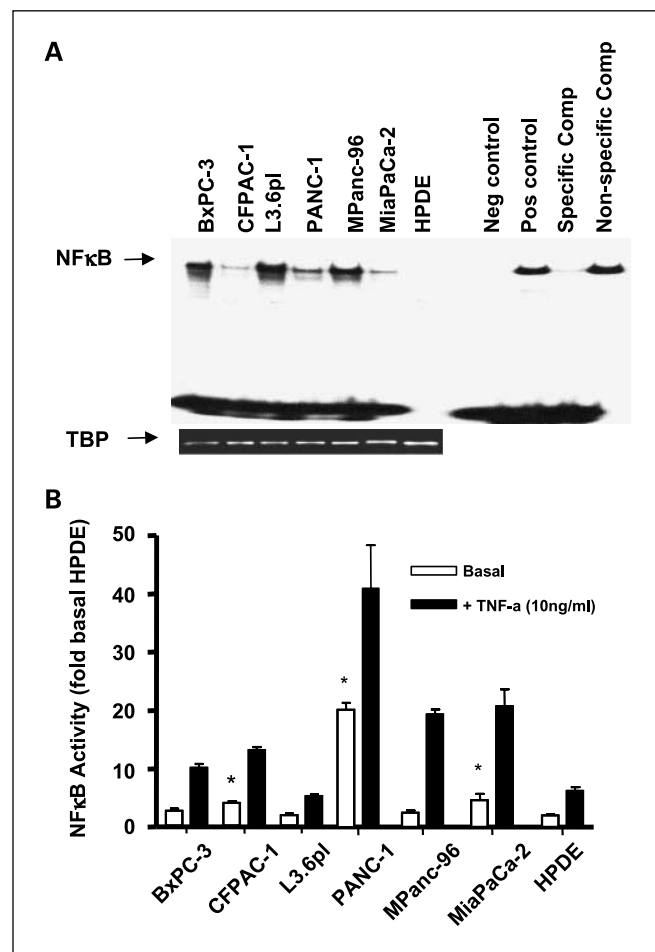 A
BxPC-3
CFPAC-1
L3.6pl
PANC-1
MPanc-96
MiaPaCa-2
HPDE
Neg control
Pos control
Specific Comp
Non-specific Comp
NFκB
TBP
B
NFκB Activity (fold basal HPDE)
50
40
30
20
10
0
Basal
+ TNF-a (10ng/ml)
*
*
*
BxPC-3
CFPAC-1
L3.6pl
PANC-1
MPanc-96
MiaPaCa-2
HPDE